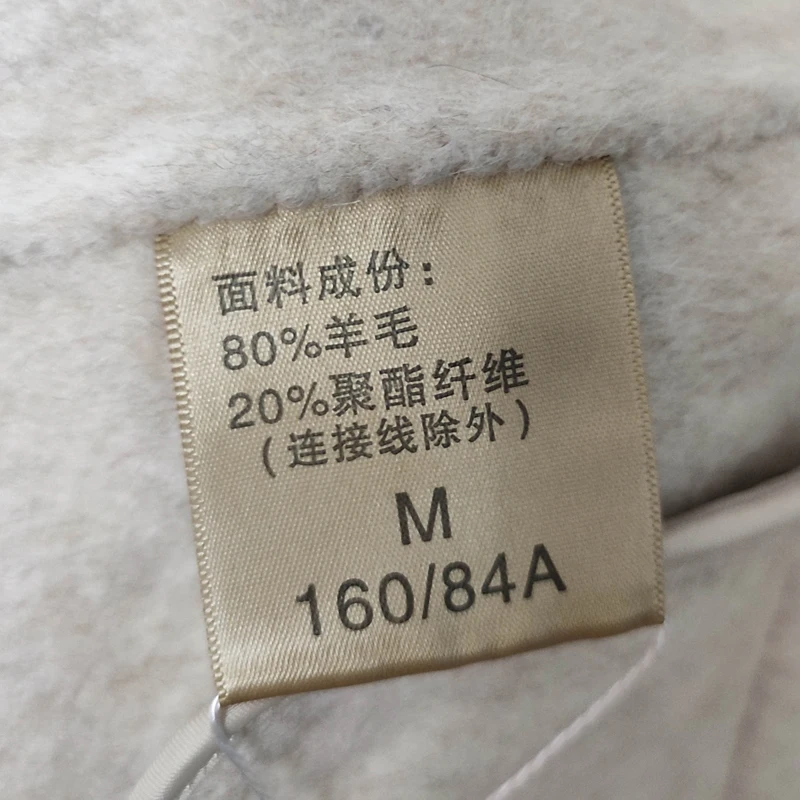 面料成份：
80%羊毛
20%聚酯纤维
（连接线除外）
M
160/84A